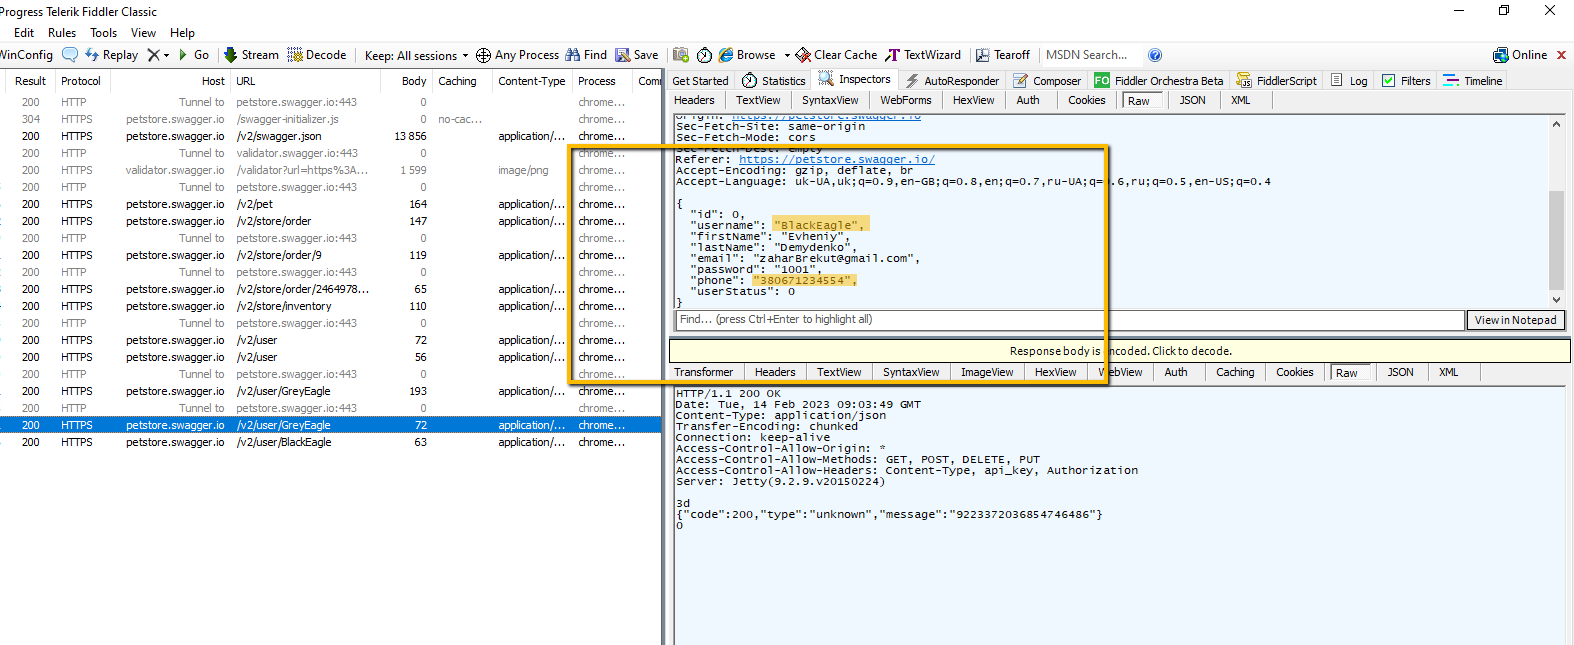 Progress Telerik Fiddler Classic
Edit Rules Tools View Help
WinConfig Replay Go Stream Decode Keep: All sessions Any Process Find Save Browse Clear Cache TextWizard Tearoff MSDN Search... Online
Result Protocol Host URL Body Caching Content-Type Process Com
200 HTTP Tunnel to petstore.swagger.io:443 0 chrome...
304 HTTPS petstore.swagger.io /swagger-initializer.js 0 no-cac... chrome...
200 HTTPS petstore.swagger.io /v2/swagger.json 13 856 application/... chrome...
200 HTTP Tunnel to validator.swagger.io:443 0 chrome...
200 HTTPS validator.swagger.io /validator?url=https%3A... 1 599 image/png chrome...
200 HTTP Tunnel to petstore.swagger.io:443 0 chrome...
200 HTTPS petstore.swagger.io /v2/pet 164 application/... chrome...
200 HTTPS petstore.swagger.io /v2/store/order 147 application/... chrome...
200 HTTP Tunnel to petstore.swagger.io:443 0 chrome...
200 HTTPS petstore.swagger.io /v2/store/order/9 119 application/... chrome...
200 HTTP Tunnel to petstore.swagger.io:443 0 chrome...
200 HTTPS petstore.swagger.io /v2/store/order/2464978... 65 application/... chrome...
200 HTTPS petstore.swagger.io /v2/store/inventory 110 application/... chrome...
200 HTTP Tunnel to petstore.swagger.io:443 0 chrome...
200 HTTPS petstore.swagger.io /v2/user 72 application/... chrome...
200 HTTPS petstore.swagger.io /v2/user 56 application/... chrome...
200 HTTP Tunnel to petstore.swagger.io:443 0 chrome...
200 HTTPS petstore.swagger.io /v2/user/GreyEagle 193 application/... chrome...
200 HTTP Tunnel to petstore.swagger.io:443 0 chrome...
200 HTTPS petstore.swagger.io /v2/user/GreyEagle 72 application/... chrome...
200 HTTPS petstore.swagger.io /v2/user/BlackEagle 63 application/... chrome...
Get Started Statistics Inspectors AutoResponder Composer FO Fiddler Orchestra Beta FiddlerScript Log Filters Timeline
Headers TextView SyntaxView WebForms HexView Auth Cookies Raw JSON XML
Origin: https://petstore.swagger.io
Sec-Fetch-Site: same-origin
Sec-Fetch-Mode: cors
Sec-Fetch-Dest: empty
Referer: https://petstore.swagger.io/
Accept-Encoding: gzip, deflate, br
Accept-Language: uk-UA,uk;q=0.9,en-GB;q=0.8,en;q=0.7,ru-UA;q=0.6,ru;q=0.5,en-US;q=0.4
{
"id": 0,
"username": "BlackEagle",
"firstName": "Evheniy",
"lastName": "Demydenko",
"email": "zaharBrekut@gmail.com",
"password": "1001",
"phone": "380671234554",
"userStatus": 0
}
Find... (press Ctrl+Enter to highlight all) View in Notepad
Response body is encoded. Click to decode.
Transformer Headers TextView SyntaxView ImageView HexView WebView Auth Caching Cookies Raw JSON XML
HTTP/1.1 200 OK
Date: Tue, 14 Feb 2023 09:03:49 GMT
Content-Type: application/json
Transfer-Encoding: chunked
Connection: keep-alive
Access-Control-Allow-Origin: *
Access-Control-Allow-Methods: GET, POST, DELETE, PUT
Access-Control-Allow-Headers: Content-Type, api_key, Authorization
Server: Jetty(9.2.9.v20150224)
3d
{"code":200,"type":"unknown","message":"9223372036854746486"}
0